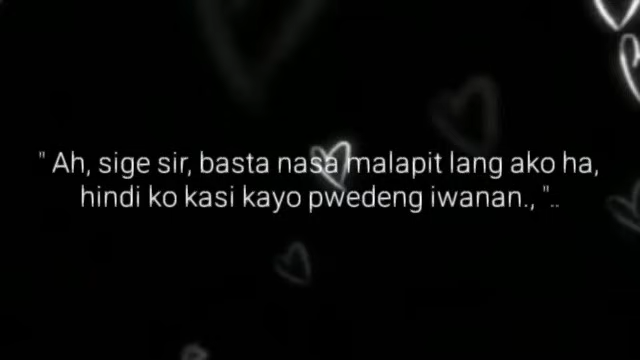 " Ah, sige sir, basta nasa malapit lang ako ha,
hindi ko kasi kayo pwedeng iwanan., "..